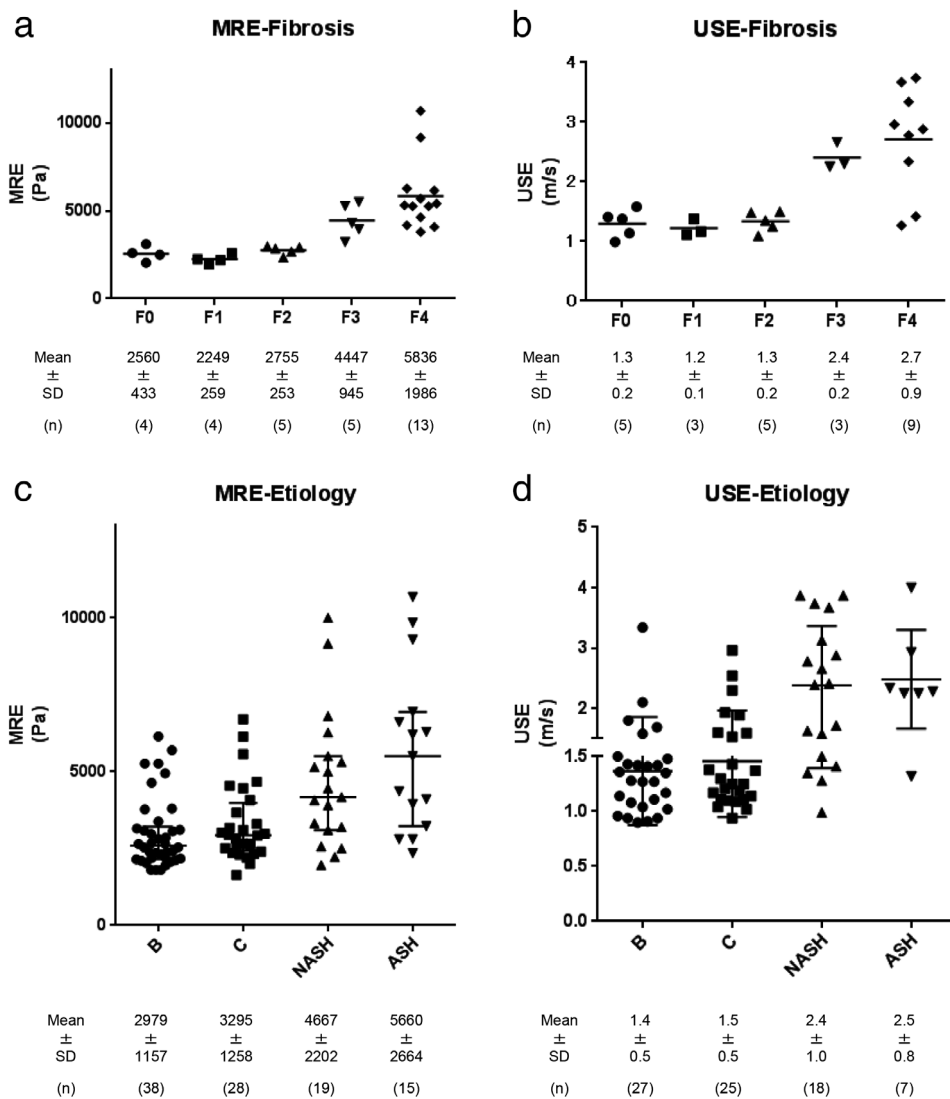 a
MRE-Fibrosis
MRE
(Pa)
10000
5000
0
F0 F1 F2 F3 F4
Mean 2560 2249 2755 4447 5836
± ± ± ± ± ±
SD 433 259 253 945 1986
(n) (4) (4) (5) (5) (13)
b
USE-Fibrosis
USE
(m/s)
4
3
2
1
0
F0 F1 F2 F3 F4
Mean 1.3 1.2 1.3 2.4 2.7
± ± ± ± ± ±
SD 0.2 0.1 0.2 0.2 0.9
(n) (5) (3) (5) (3) (9)
c
MRE-Etiology
MRE
(Pa)
10000
5000
0
B C NASH ASH
Mean 2979 3295 4667 5660
± ± ± ± ±
SD 1157 1258 2202 2664
(n) (38) (28) (19) (15)
d
USE-Etiology
USE
(m/s)
5
4
3
2
1.5
1.0
0.5
0.0
B C NASH ASH
Mean 1.4 1.5 2.4 2.5
± ± ± ± ±
SD 0.5 0.5 1.0 0.8
(n) (27) (25) (18) (7)